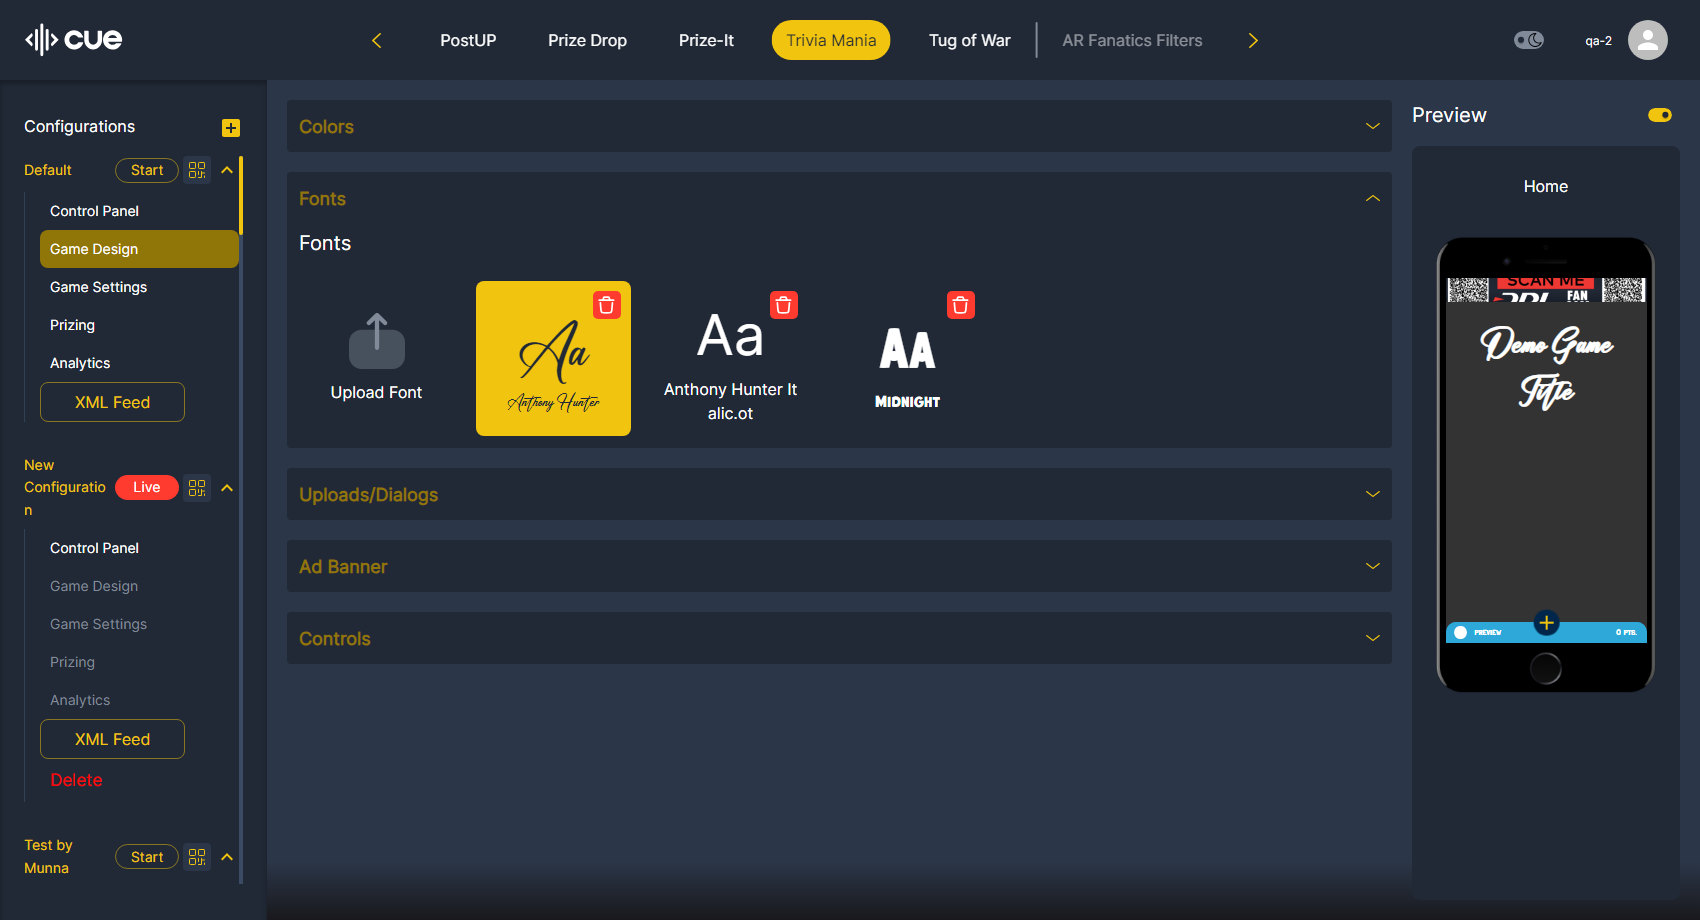 cue
PostUP
Prize Drop
Prize-It
Trivia Mania
Tug of War
AR Fanatics Filters
qa-2
Configurations
Default
Start
Control Panel
Game Design
Game Settings
Prizing
Analytics
XML Feed
New
Configuratio
n
Live
Control Panel
Game Design
Game Settings
Prizing
Analytics
XML Feed
Delete
Test by
Munna
Start
Colors
Fonts
Fonts
Upload Font
Aa
Anthony Hunter
Aa
Anthony Hunter It
alic.ot
AA
MIDNIGHT
Uploads/Dialogs
Ad Banner
Controls
Preview
Home
SCAN ME
FAN
Demo Game
Title
PREVIEW
0 PTS.